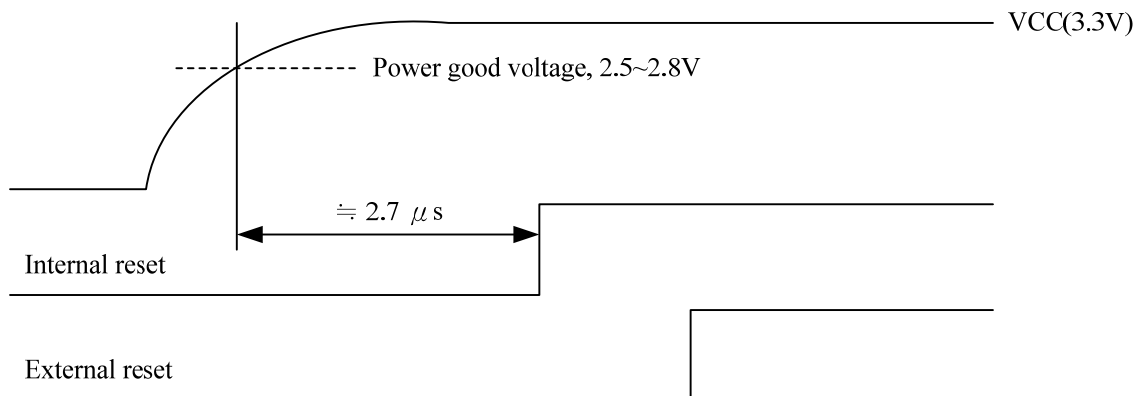 VCC(3.3V)
Power good voltage, 2.5~2.8V
≒ 2.7 μs
Internal reset
External reset